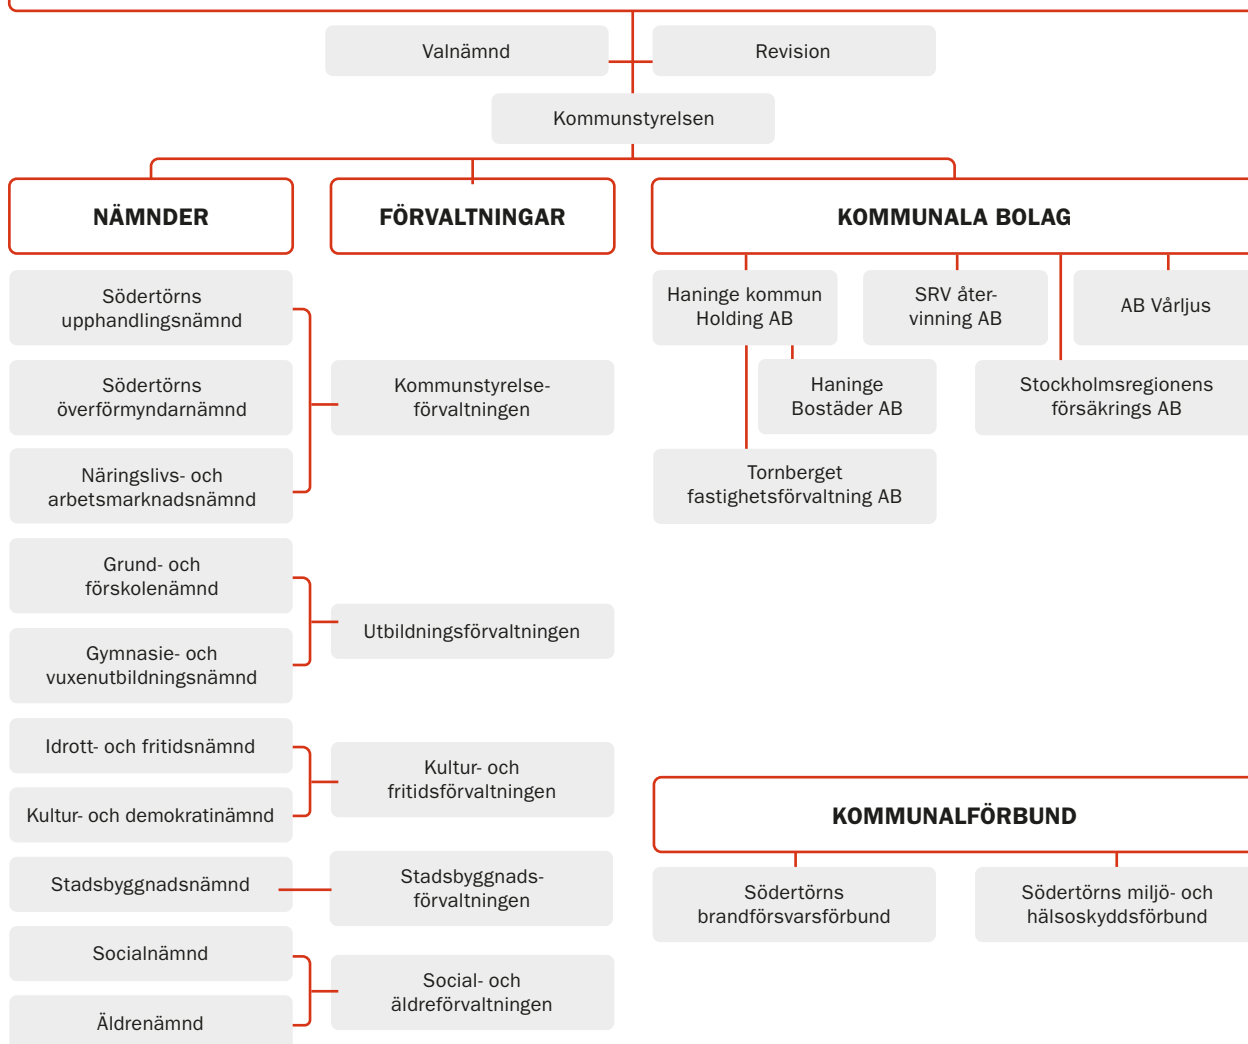 Valnämnd
Revision
Kommunstyrelsen
NÄMNDER
FÖRVALTNINGAR
KOMMUNALA BOLAG
Södertörns
upphandlingsnämnd
Södertörns
överförmyndarnämnd
Näringslivs- och
arbetsmarknadsnämnd
Kommunstyrelse-
förvaltningen
Grund- och
förskolenämnd
Gymnasie- och
vuxenutbildningsnämnd
Utbildningsförvaltningen
Idrott- och fritidsnämnd
Kultur- och demokratinämnd
Kultur- och
fritidsförvaltningen
Stadsbyggnadsnämnd
Stadsbyggnads-
förvaltningen
Socialnämnd
Äldrenämnd
Social- och
äldreförvaltningen
Haninge kommun
Holding AB
SRV åter-
vinning AB
AB Vårljus
Haninge
Bostäder AB
Stockholmsregionens
försäkrings AB
Tornberget
fastighetsförvaltning AB
KOMMUNALFÖRBUND
Södertörns
brandförsvarsförbund
Södertörns miljö- och
hälsoskyddsförbund